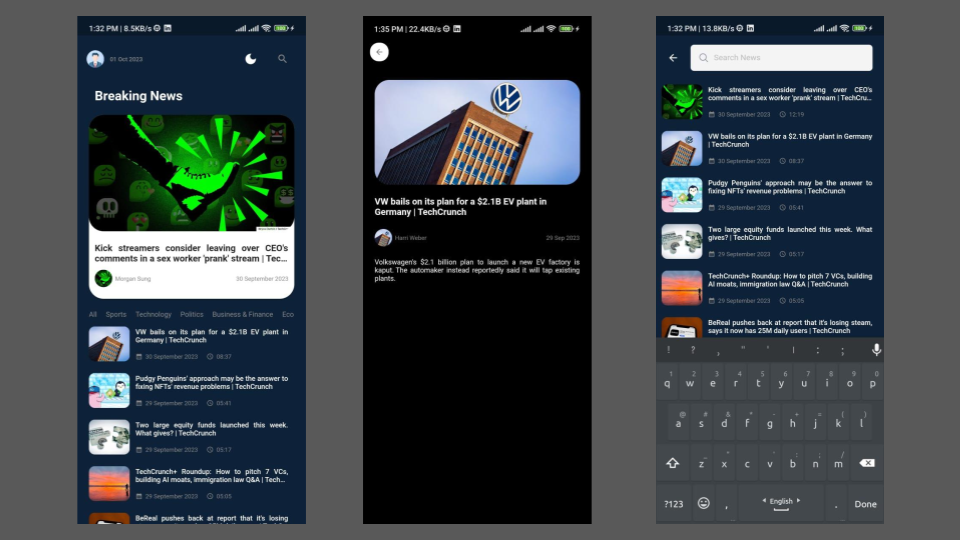 1:32 PM | 8.5KB/s
01 Oct 2023
Breaking News
Kick streamers consider leaving over CEO's
comments in a sex worker 'prank' stream | Tec...
Morgan Sung
30 September 2023
All Sports Technology Politics Business & Finance Eco
VW bails on its plan for a $2.1B EV plant in
Germany | TechCrunch
30 September 2023 08:37
Pudgy Penguins' approach may be the answer to
fixing NFTs' revenue problems | TechCrunch
29 September 2023 05:41
Two large equity funds launched this week.
What gives? | TechCrunch
29 September 2023 05:17
TechCrunch+ Roundup: How to pitch 7 VCs,
building AI moats, immigration law Q&A | Tech...
29 September 2023 05:05
BeReal pushes back at report that it's losing
1:35 PM | 22.4KB/s
VW bails on its plan for a $2.1B EV plant in
Germany | TechCrunch
Harri Weber
29 Sep 2023
Volkswagen's $2.1 billion plan to launch a new EV factory is
kaput. The automaker instead reportedly said it will tap existing
plants.
1:32 PM | 13.8KB/s
Search News
Kick streamers consider leaving over CEO's
comments in a sex worker 'prank' stream | TechCru...
30 September 2023 12:19
VW bails on its plan for a $2.1B EV plant in Germany
| TechCrunch
30 September 2023 08:37
Pudgy Penguins' approach may be the answer to
fixing NFTs' revenue problems | TechCrunch
29 September 2023 05:41
Two large equity funds launched this week. What
gives? | TechCrunch
29 September 2023 05:17
TechCrunch+ Roundup: How to pitch 7 VCs, building
AI moats, immigration law Q&A | TechCrunch
29 September 2023 05:05
BeReal pushes back at report that it's losing steam,
says it now has 25M daily users | TechCrunch
! ? , " ' | : ;
1 2 3 4 5 6 7 8 9 0
q w e r t y u i o p
@ # & * - + = ( )
a s d f g h j k l
z x c v b n m
?123 , English . Done